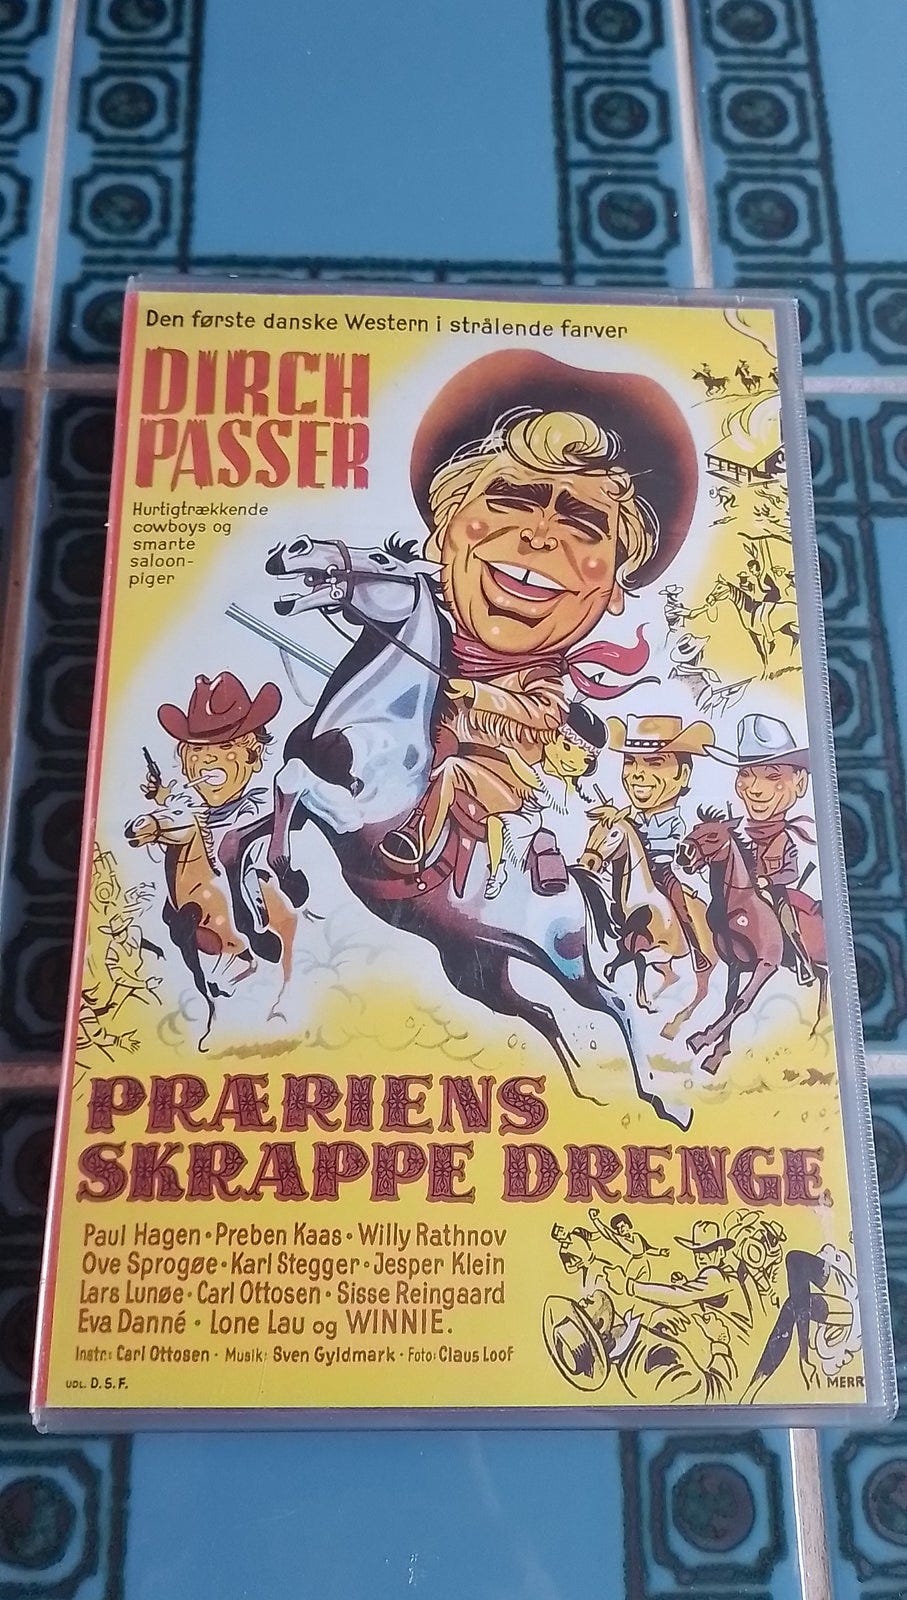 Den første danske Western i strålende farver
DIRCH
PASSER
Hurtigtrækkende
cowboys og
smarte
saloon-
piger
PRÆRIENS
SKRAPPE DRENGE
Paul Hagen · Preben Kaas · Willy Rathnov
Ove Sprogøe · Karl Stegger · Jesper Klein
Lars Lunøe · Carl Ottosen · Sisse Reingaard
Eva Danné · Lone Lau og WINNIE.
Instr.: Carl Ottosen · Musik: Sven Gyldmark · Foto: Claus Loof
UDL. D. S. F.
MERR